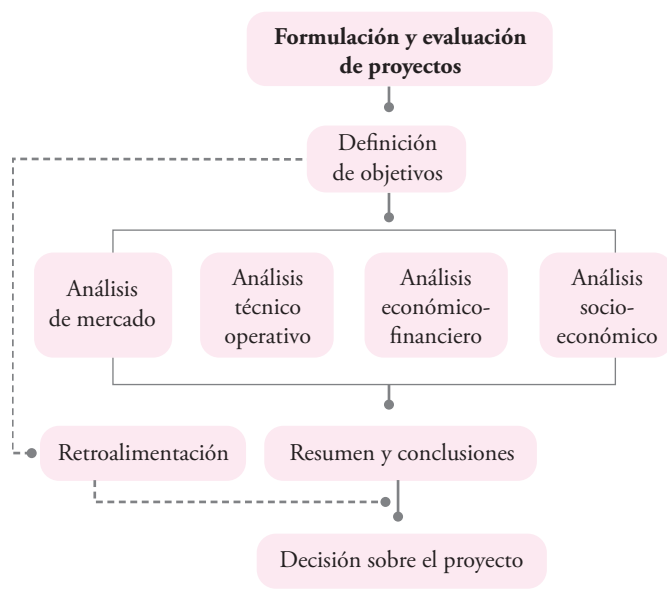 Formulación y evaluación
de proyectos
Definición
de objetivos
Análisis
de mercado
Análisis
técnico
operativo
Análisis
económico-
financiero
Análisis
socio-
económico
Retroalimentación
Resumen y conclusiones
Decisión sobre el proyecto